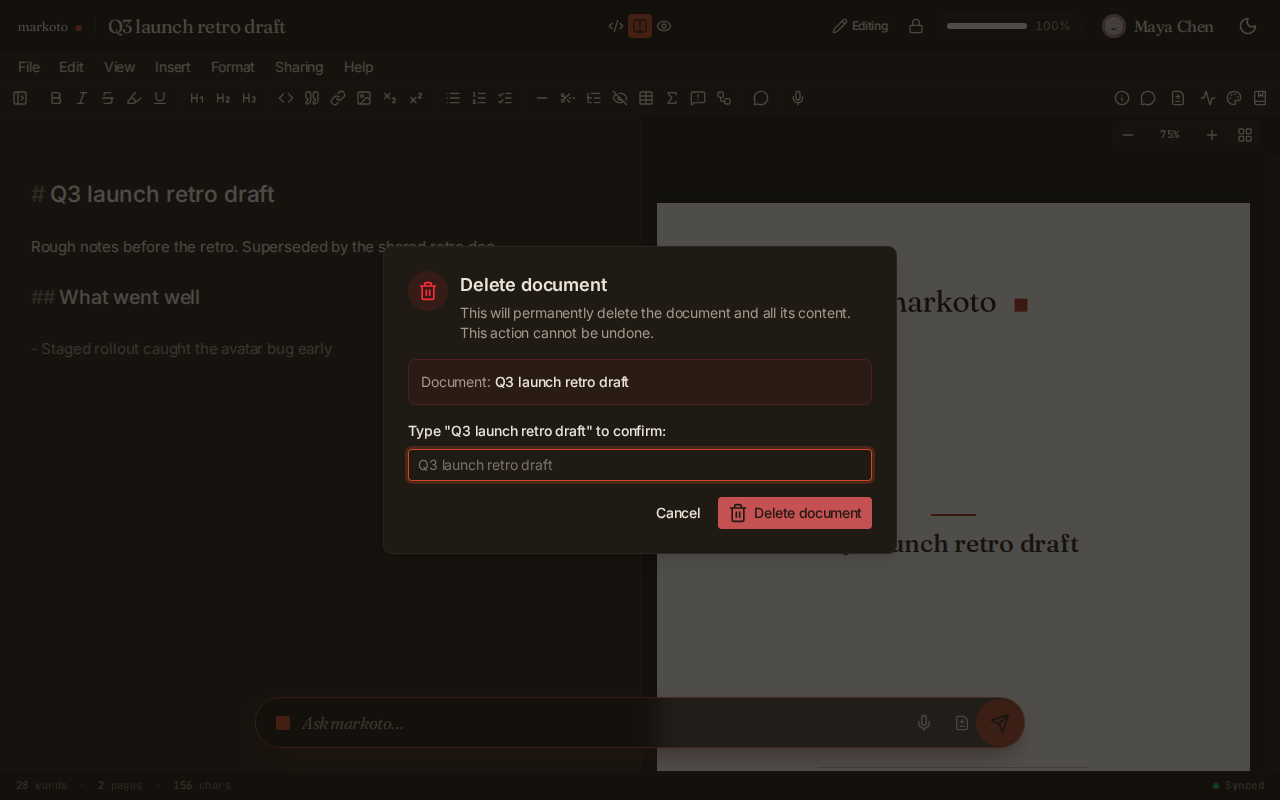 markoto
Q3 launch retro draft
Editing
100%
Maya Chen
File Edit View Insert Format Sharing Help
H1 H2 H3
75%
# Q3 launch retro draft
Rough notes before the retro. Superseded by the shared retro doc.
## What went well
- Staged rollout caught the avatar bug early
markoto
launch retro draft
Delete document
This will permanently delete the document and all its content.
This action cannot be undone.
Document: Q3 launch retro draft
Type "Q3 launch retro draft" to confirm:
Q3 launch retro draft
Cancel Delete document
Ask markoto...
28 words · 2 pages · 156 chars
Synced